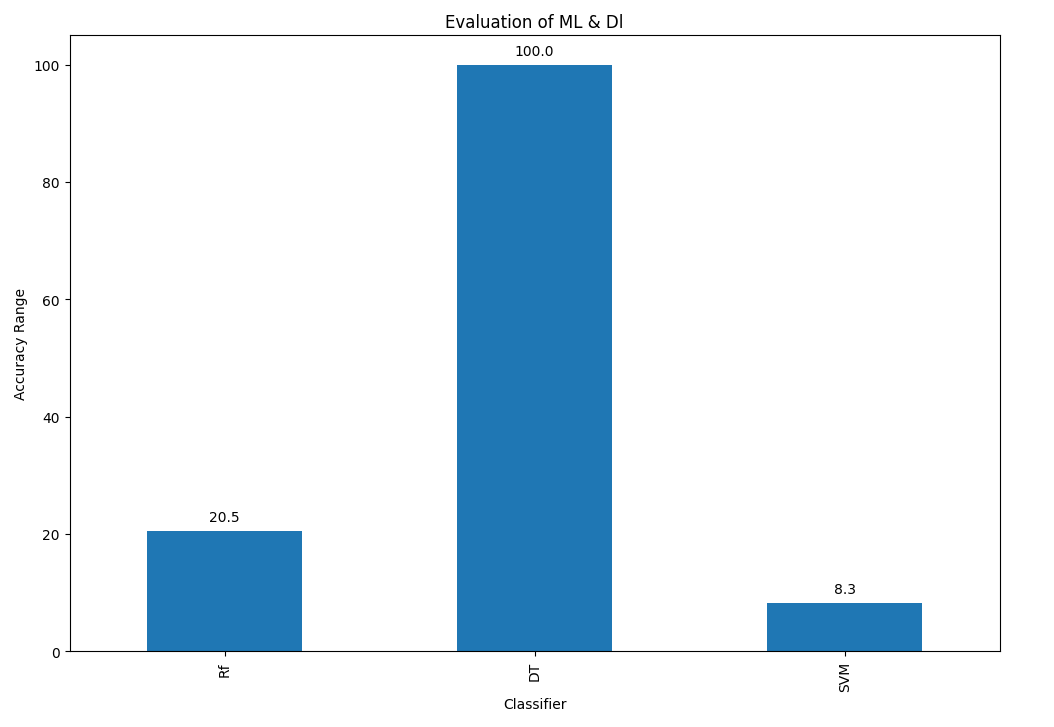 Evaluation of ML & Dl
100.0
100
80
60
40
20
0
Accuracy Range
20.5
8.3
Rf
DT
SVM
Classifier